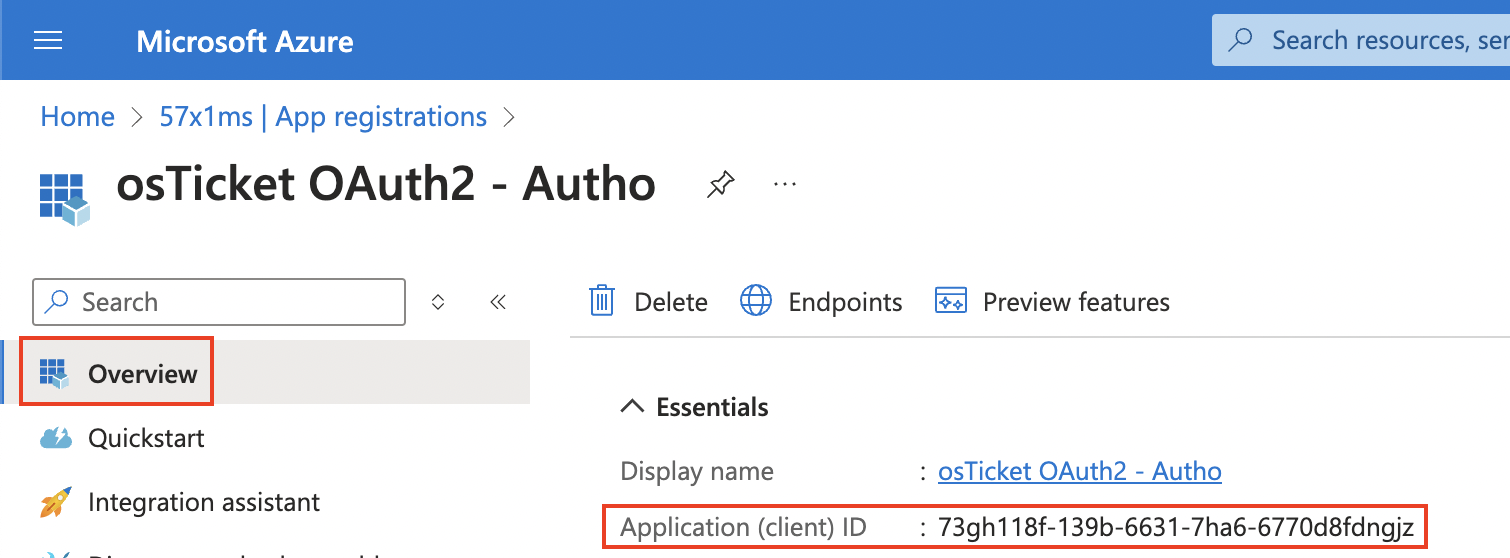 Microsoft Azure
Search resources, ser
Home > 57x1ms | App registrations >
osTicket OAuth2 - Autho
Search
Delete Endpoints Preview features
Overview
Essentials
Quickstart
Display name : osTicket OAuth2 - Autho
Integration assistant
Application (client) ID : 73gh118f-139b-6631-7ha6-6770d8fdngjz